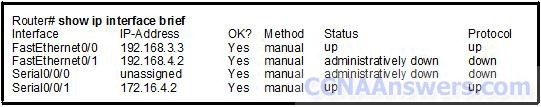 Router# show ip interface brief
Interface IP-Address OK? Method Status Protocol
FastEthernet0/0 192.168.3.3 Yes manual up up
FastEthernet0/1 192.168.4.2 Yes manual administratively down down
Serial0/0/0 unassigned Yes manual administratively down down
Serial0/0/1 172.16.4.2 Yes manual up up
CCNAAnswers.com